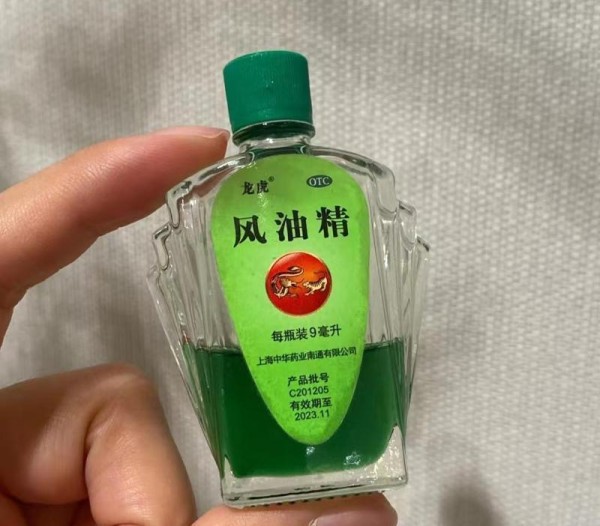 龙虎®
OTC
风油精
每瓶装9毫升
上海中华药业南通有限公司
产品批号
C201205
有效期至
2023.11